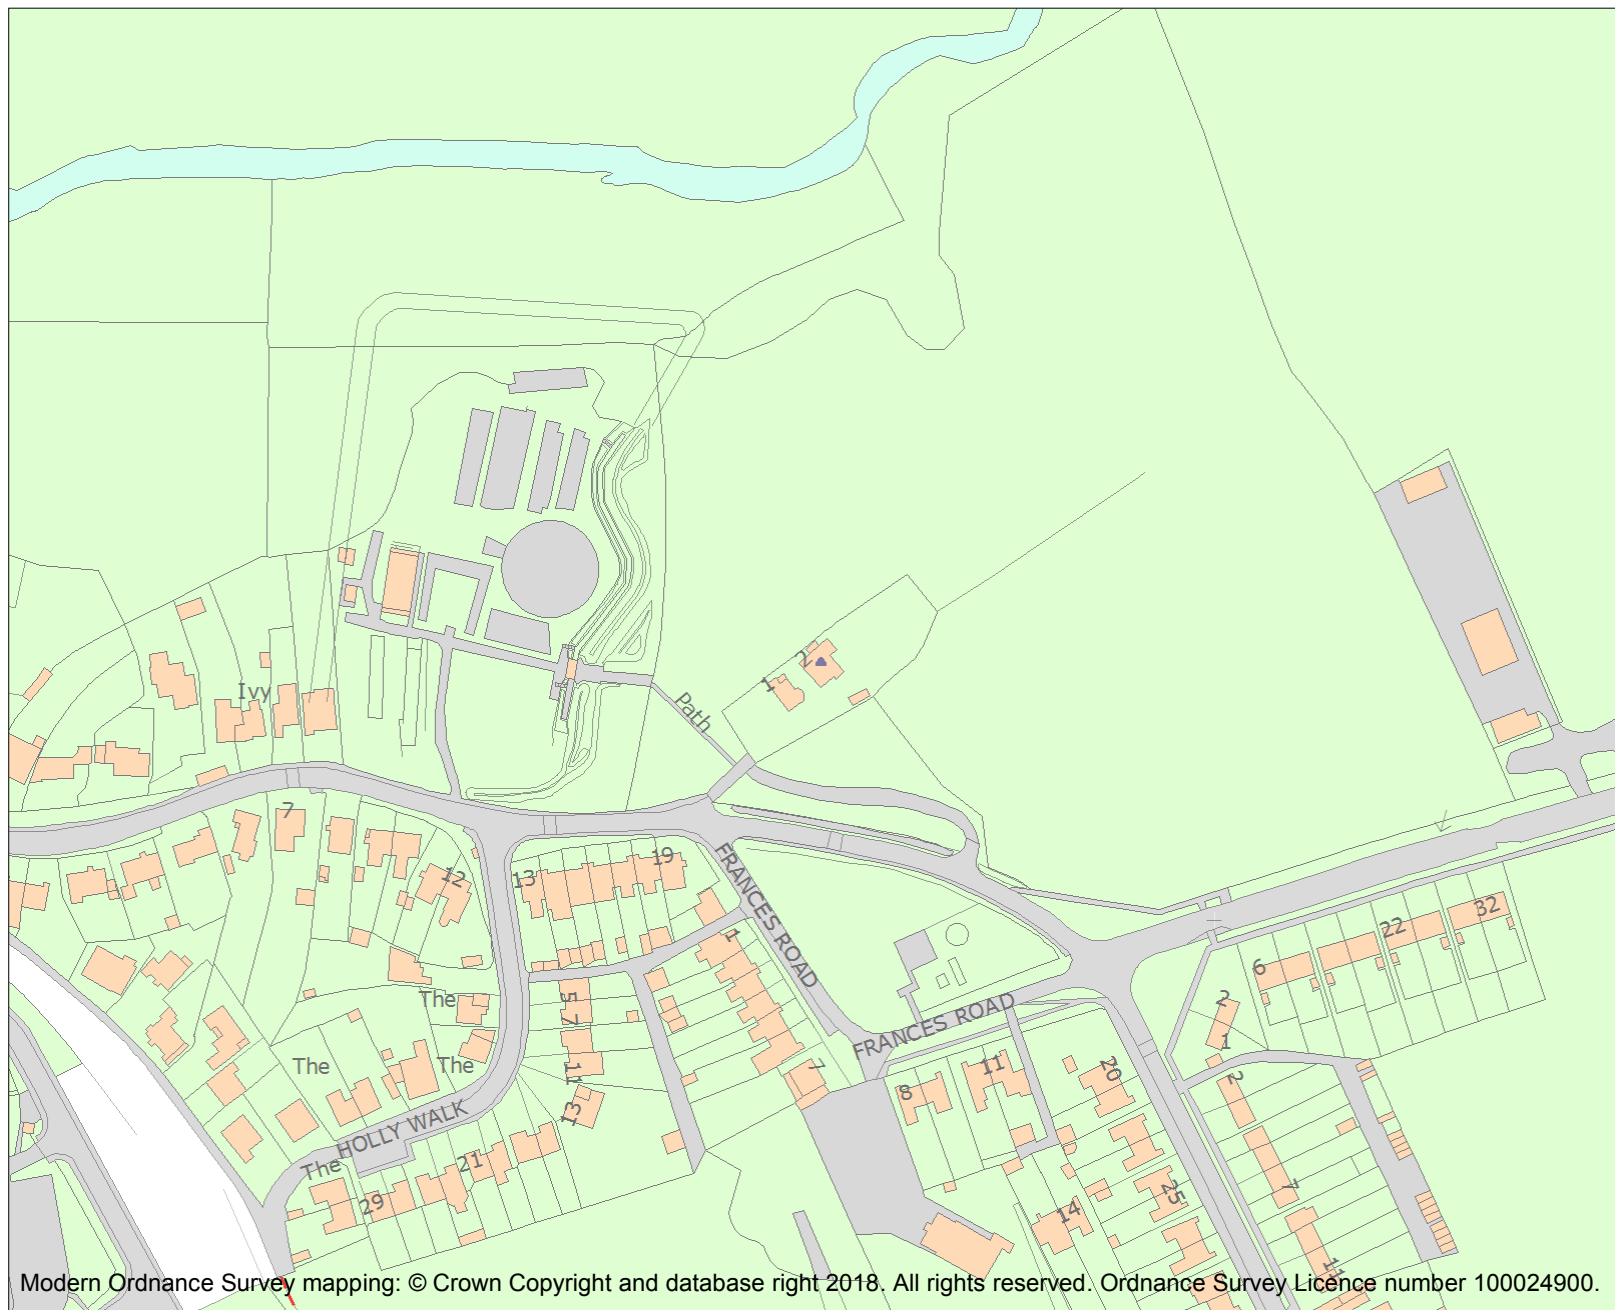 2
1
Path
Ivy
7
12
13
19
FRANCES ROAD
1
32
22
6
The
5
7
2
FRANCES ROAD
1
The
The
11
7
11
20
2
8
13
HOLLY WALK
The
21
29
14
25
7
11
Modern Ordnance Survey mapping: © Crown Copyright and database right 2018. All rights reserved. Ordnance Survey Licence number 100024900.